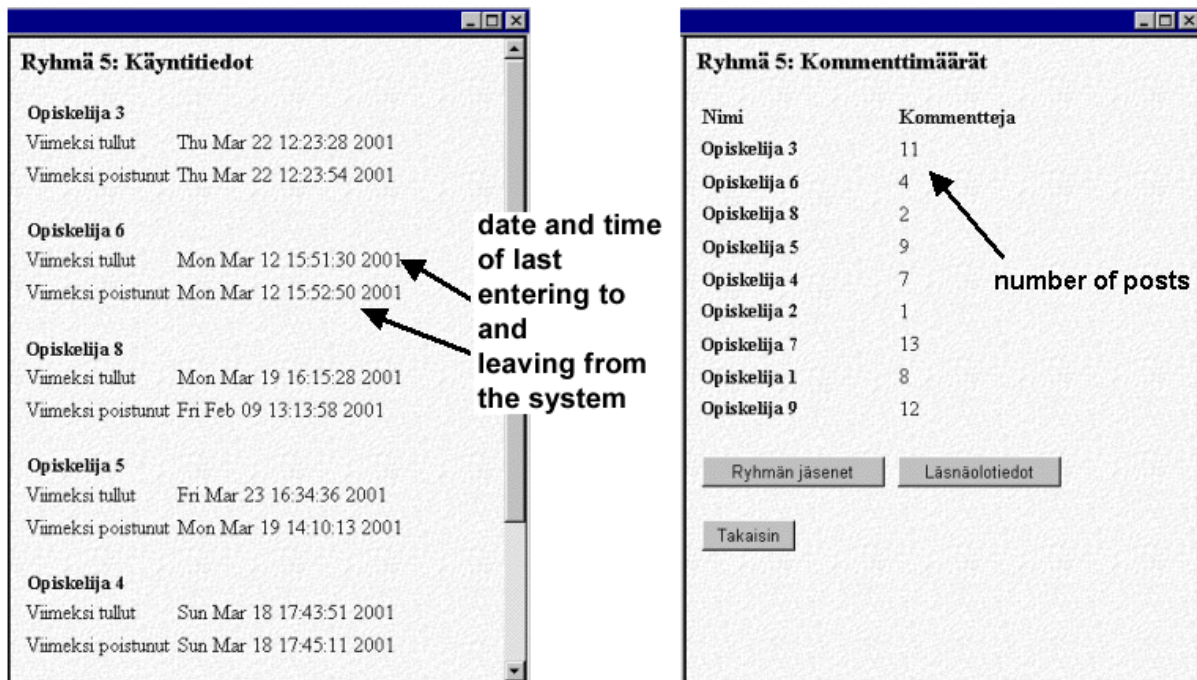 Ryhmä 5: Käyntitiedot
Opiskelija 3
Viimeksi tullut Thu Mar 22 12:23:28 2001
Viimeksi poistunut Thu Mar 22 12:23:54 2001
Opiskelija 6
Viimeksi tullut Mon Mar 12 15:51:30 2001
Viimeksi poistunut Mon Mar 12 15:52:50 2001
Opiskelija 8
Viimeksi tullut Mon Mar 19 16:15:28 2001
Viimeksi poistunut Fri Feb 09 13:13:58 2001
Opiskelija 5
Viimeksi tullut Fri Mar 23 16:34:36 2001
Viimeksi poistunut Mon Mar 19 14:10:13 2001
Opiskelija 4
Viimeksi tullut Sun Mar 18 17:43:51 2001
Viimeksi poistunut Sun Mar 18 17:45:11 2001
date and time
of last
entering to
and
leaving from
the system
Ryhmä 5: Kommenttimäärät
Nimi Kommentteja
Opiskelija 3 11
Opiskelija 6 4
Opiskelija 8 2
Opiskelija 5 9
Opiskelija 4 7
Opiskelija 2 1
Opiskelija 7 13
Opiskelija 1 8
Opiskelija 9 12
number of posts
Ryhmän jäsenet Läsnäolotiedot
Takaisin